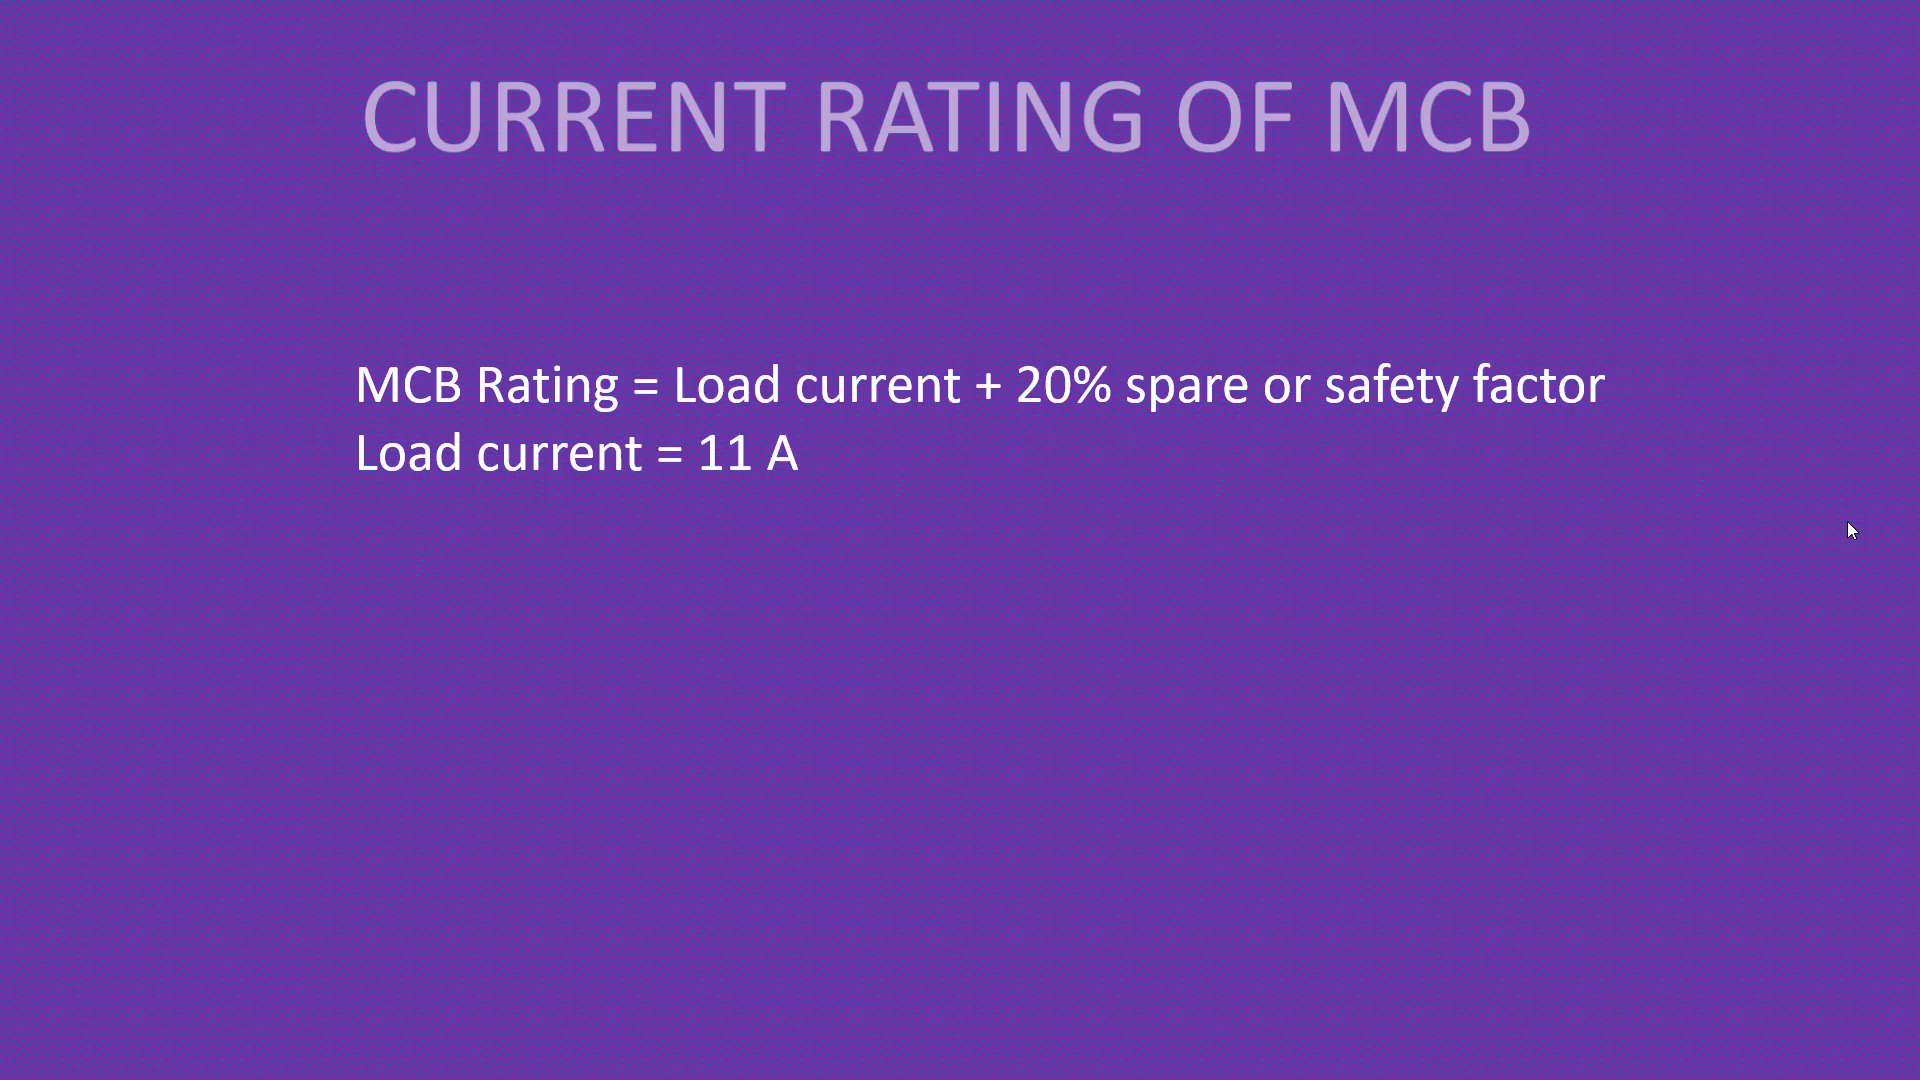 CURRENT RATING OF MCB
MCB Rating = Load current + 20% spare or safety factor
Load current = 11 A